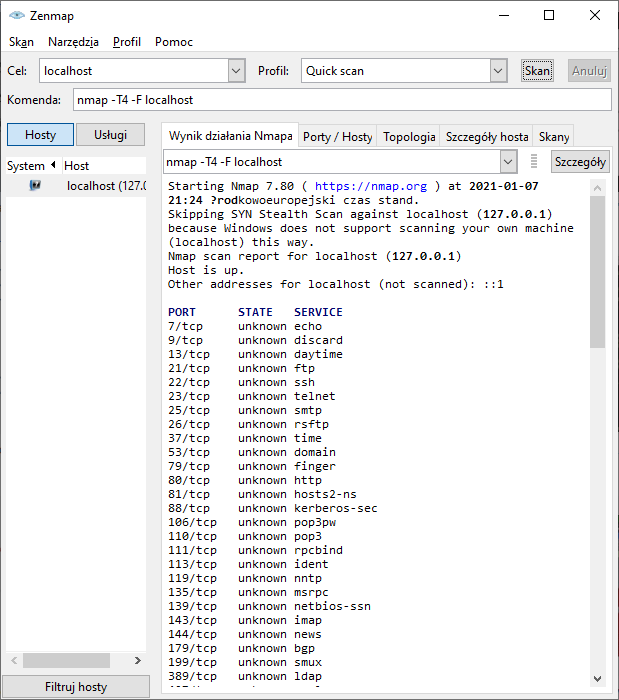 Zenmap
Skan Narzędzia Profil Pomoc
Cel: localhost Profil: Quick scan Skan Anuluj
Komenda: nmap -T4 -F localhost
Hosty Usługi
System Host
localhost (127.0
Filtruj hosty
Wynik działania Nmapa Porty / Hosty Topologia Szczegóły hosta Skany
nmap -T4 -F localhost Szczegóły
Starting Nmap 7.80 ( https://nmap.org ) at 2021-01-07
21:24 ?rodkowoeuropejski czas stand.
Skipping SYN Stealth Scan against localhost (127.0.0.1)
because Windows does not support scanning your own machine
(localhost) this way.
Nmap scan report for localhost (127.0.0.1)
Host is up.
Other addresses for localhost (not scanned): ::1
PORT STATE SERVICE
7/tcp unknown echo
9/tcp unknown discard
13/tcp unknown daytime
21/tcp unknown ftp
22/tcp unknown ssh
23/tcp unknown telnet
25/tcp unknown smtp
26/tcp unknown rsftp
37/tcp unknown time
53/tcp unknown domain
79/tcp unknown finger
80/tcp unknown http
81/tcp unknown hosts2-ns
88/tcp unknown kerberos-sec
106/tcp unknown pop3pw
110/tcp unknown pop3
111/tcp unknown rpcbind
113/tcp unknown ident
119/tcp unknown nntp
135/tcp unknown msrpc
139/tcp unknown netbios-ssn
143/tcp unknown imap
144/tcp unknown news
179/tcp unknown bgp
199/tcp unknown smux
389/tcp unknown ldap